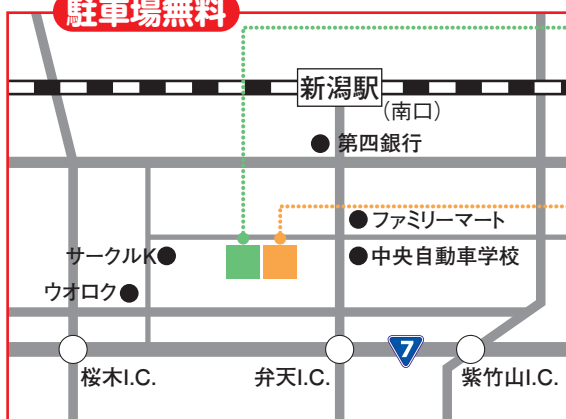 駐車場無料
新潟駅
(南口)
第四銀行
ファミリーマート
サークルK
中央自動車学校
ウオロク
7
桜木I.C.
弁天I.C.
紫竹山I.C.